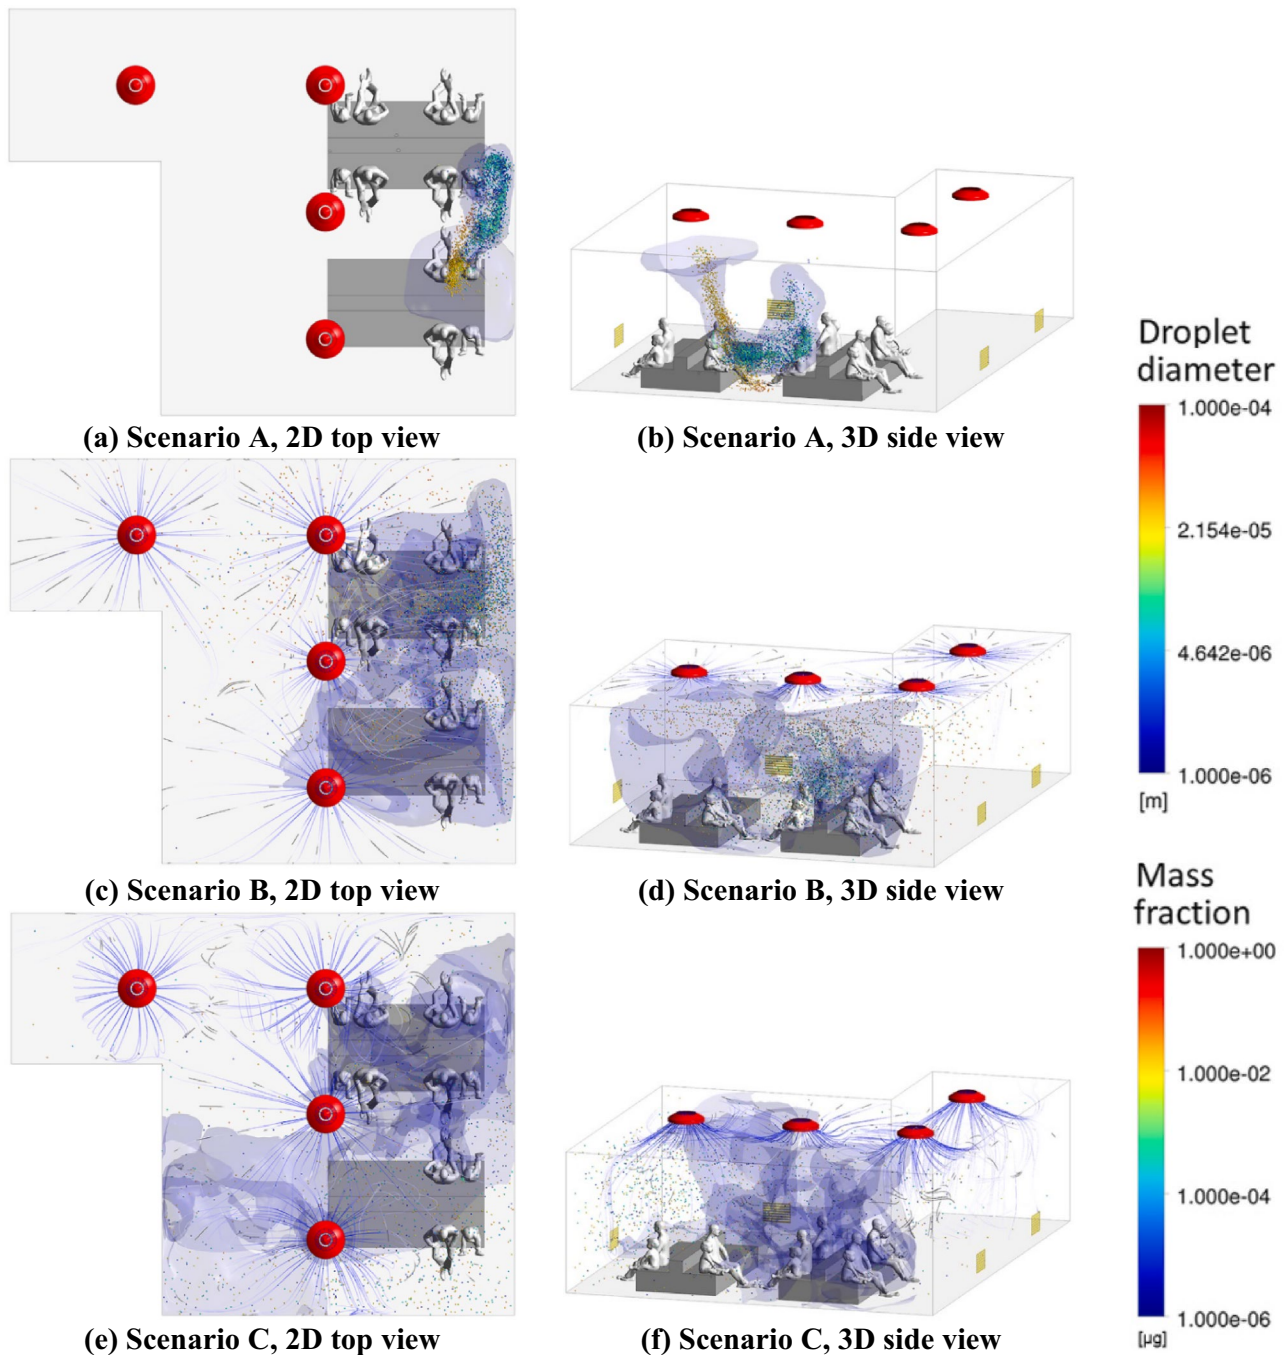 (a) Scenario A, 2D top view
(b) Scenario A, 3D side view
Droplet
diameter
1.000e-04
2.154e-05
4.642e-06
1.000e-06
[m]
(c) Scenario B, 2D top view
(d) Scenario B, 3D side view
Mass
fraction
1.000e+00
1.000e-02
1.000e-04
1.000e-06
[µg]
(e) Scenario C, 2D top view
(f) Scenario C, 3D side view